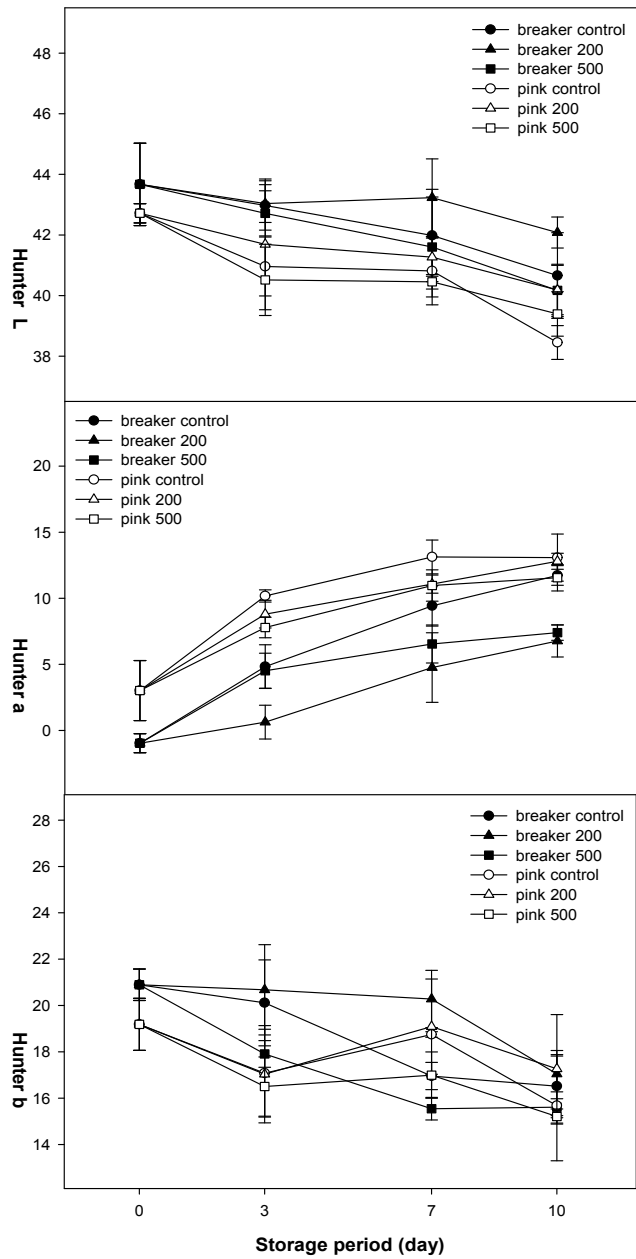 48
46
44
42
40
38
Hunter L
breaker control
breaker 200
breaker 500
pink control
pink 200
pink 500
20
15
10
5
0
Hunter a
breaker control
breaker 200
breaker 500
pink control
pink 200
pink 500
28
26
24
22
20
18
16
14
Hunter b
breaker control
breaker 200
breaker 500
pink control
pink 200
pink 500
0 3 7 10
Storage period (day)